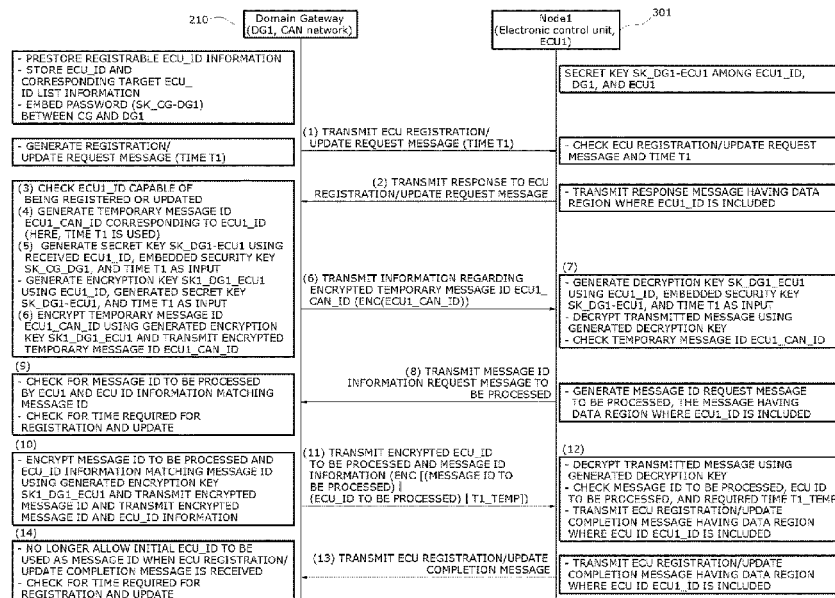 210
Domain Gateway
(DG1, CAN network)
Node1
(Electronic control unit,
ECU1)
301
- PRESTORE REGISTRABLE ECU_ID INFORMATION
- STORE ECU_ID AND
CORRESPONDING TARGET ECU_
ID LIST INFORMATION
- EMBED PASSWORD (SK_CG-DG1)
BETWEEN CG AND DG1
SECRET KEY SK_DG1-ECU1 AMONG ECU1_ID,
DG1, AND ECU1
- GENERATE REGISTRATION/
UPDATE REQUEST MESSAGE (TIME T1)
(1) TRANSMIT ECU REGISTRATION/
UPDATE REQUEST MESSAGE (TIME T1)
- CHECK ECU REGISTRATION/UPDATE REQUEST
MESSAGE AND TIME T1
(2) TRANSMIT RESPONSE TO ECU
REGISTRATION/UPDATE REQUEST MESSAGE
- TRANSMIT RESPONSE MESSAGE HAVING DATA
REGION WHERE ECU1_ID IS INCLUDED
(3) CHECK ECU1_ID CAPABLE OF
BEING REGISTERED OR UPDATED
(4) GENERATE TEMPORARY MESSAGE ID
ECU1_CAN_ID CORRESPONDING TO ECU1_ID
(HERE, TIME T1 IS USED)
(5) GENERATE SECRET KEY SK_DG1-ECU1 USING
RECEIVED ECU1_ID, EMBEDDED SECURITY KEY
SK_CG_DG1, AND TIME T1 AS INPUT
- GENERATE ENCRYPTION KEY SK1_DG1_ECU1
USING ECU1_ID, GENERATED SECRET KEY
SK_DG1-ECU1, AND TIME T1 AS INPUT
(6) ENCRYPT TEMPORARY MESSAGE ID
ECU1_CAN_ID USING GENERATED ENCRYPTION
KEY SK1_DG1_ECU1 AND TRANSMIT ENCRYPTED
TEMPORARY MESSAGE ID ECU1_CAN_ID
(6) TRANSMIT INFORMATION REGARDING
ENCRYPTED TEMPORARY MESSAGE ID ECU1_
CAN_ID (ENC(ECU1_CAN_ID))
(7)
- GENERATE DECRYPTION KEY SK_DG1_ECU1
USING ECU1_ID, EMBEDDED SECURITY KEY
SK_DG1-ECU1, AND TIME T1 AS INPUT
- DECRYPT TRANSMITTED MESSAGE USING
GENERATED DECRYPTION KEY
- CHECK TEMPORARY MESSAGE ID ECU1_CAN_ID
(8) TRANSMIT MESSAGE ID
INFORMATION REQUEST MESSAGE TO
BE PROCESSED
- GENERATE MESSAGE ID REQUEST MESSAGE
TO BE PROCESSED, THE MESSAGE HAVING
DATA REGION WHERE ECU1_ID IS INCLUDED
(9)
- CHECK FOR MESSAGE ID TO BE PROCESSED
BY ECU1 AND ECU ID INFORMATION MATCHING
MESSAGE ID
- CHECK FOR TIME REQUIRED FOR
REGISTRATION AND UPDATE
(10)
- ENCRYPT MESSAGE ID TO BE PROCESSED AND
ECU_ID INFORMATION MATCHING MESSAGE ID
USING GENERATED ENCRYPTION KEY
SK1_DG1_ECU1 AND TRANSMIT ENCRYPTED
MESSAGE ID AND TRANSMIT ENCRYPTED
MESSAGE ID AND ECU_ID INFORMATION
(11) TRANSMIT ENCRYPTED ECU_ID
TO BE PROCESSED AND MESSAGE ID
INFORMATION (ENC [(MESSAGE ID TO
BE PROCESSED) |
(ECU_ID TO BE PROCESSED) | T1_TEMP])
(12)
- DECRYPT TRANSMITTED MESSAGE USING
GENERATED DECRYPTION KEY
- CHECK MESSAGE ID TO BE PROCESSED, ECU ID
TO BE PROCESSED, AND REQUIRED TIME T1_TEMP
- TRANSMIT ECU REGISTRATION/UPDATE
COMPLETION MESSAGE HAVING DATA REGION
WHERE ECU ID ECU1_ID IS INCLUDED
(14)
- NO LONGER ALLOW INITIAL ECU_ID TO BE
USED AS MESSAGE ID WHEN ECU REGISTRATION/
UPDATE COMPLETION MESSAGE IS RECEIVED
- CHECK FOR TIME REQUIRED FOR
REGISTRATION AND UPDATE
(13) TRANSMIT ECU REGISTRATION/UPDATE
COMPLETION MESSAGE
- TRANSMIT ECU REGISTRATION/UPDATE
COMPLETION MESSAGE HAVING DATA REGION
WHERE ECU ID ECU1_ID IS INCLUDED